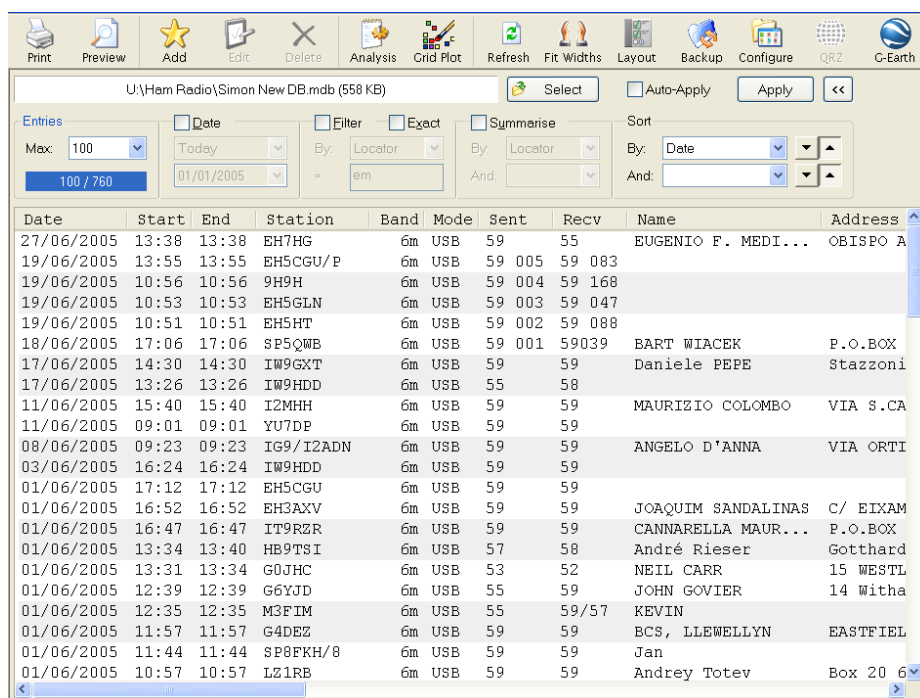 Print Preview Add Edit Delete Analysis Grid Plot Refresh Fit Widths Layout Backup Configure QRZ G-Earth
U:\Ham Radio\Simon New DB.mdb (558 KB) Select Auto-Apply Apply <<
Entries Date Filter Exact Summarise Sort
Max: 100 Today By: Locator By: Locator By: Date
100 / 760 01/01/2005 = em And: And:
Date Start End Station Band Mode Sent Recv Name Address
27/06/2005 13:38 13:38 EH7HG 6m USB 59 55 EUGENIO F. MEDI... OBISPO A
19/06/2005 13:55 13:55 EH5CGU/P 6m USB 59 005 59 083
19/06/2005 10:56 10:56 9H9H 6m USB 59 004 59 168
19/06/2005 10:53 10:53 EH5GLN 6m USB 59 003 59 047
19/06/2005 10:51 10:51 EH5HT 6m USB 59 002 59 088
18/06/2005 17:06 17:06 SP5QWB 6m USB 59 001 59039 BART WIACEK P.O.BOX
17/06/2005 14:30 14:30 IW9GXT 6m USB 59 59 Daniele PEPE Stazzoni
17/06/2005 13:26 13:26 IW9HDD 6m USB 55 58
11/06/2005 15:40 15:40 I2MHH 6m USB 59 59 MAURIZIO COLOMBO VIA S.CA
11/06/2005 09:01 09:01 YU7DP 6m USB 59 59
08/06/2005 09:23 09:23 IG9/I2ADN 6m USB 59 59 ANGELO D'ANNA VIA ORTI
03/06/2005 16:24 16:24 IW9HDD 6m USB 59 59
01/06/2005 17:12 17:12 EH5CGU 6m USB 59 59
01/06/2005 16:52 16:52 EH3AXV 6m USB 59 59 JOAQUIM SANDALINAS C/ EIXAM
01/06/2005 16:47 16:47 IT9RZR 6m USB 59 59 CANNARELLA MAUR... P.O.BOX
01/06/2005 13:34 13:40 HB9TSI 6m USB 57 58 André Rieser Gotthard
01/06/2005 13:31 13:34 G0JHC 6m USB 53 52 NEIL CARR 15 WESTL
01/06/2005 12:39 12:39 G6YJD 6m USB 55 59 JOHN GOVIER 14 Witha
01/06/2005 12:35 12:35 M3FIM 6m USB 55 59/57 KEVIN
01/06/2005 11:57 11:57 G4DEZ 6m USB 59 59 BCS, LLEWELLYN EASTFIEL
01/06/2005 11:44 11:44 SP8FKH/8 6m USB 59 59 Jan
01/06/2005 10:57 10:57 LZ1RB 6m USB 59 59 Andrey Totev Box 20 6